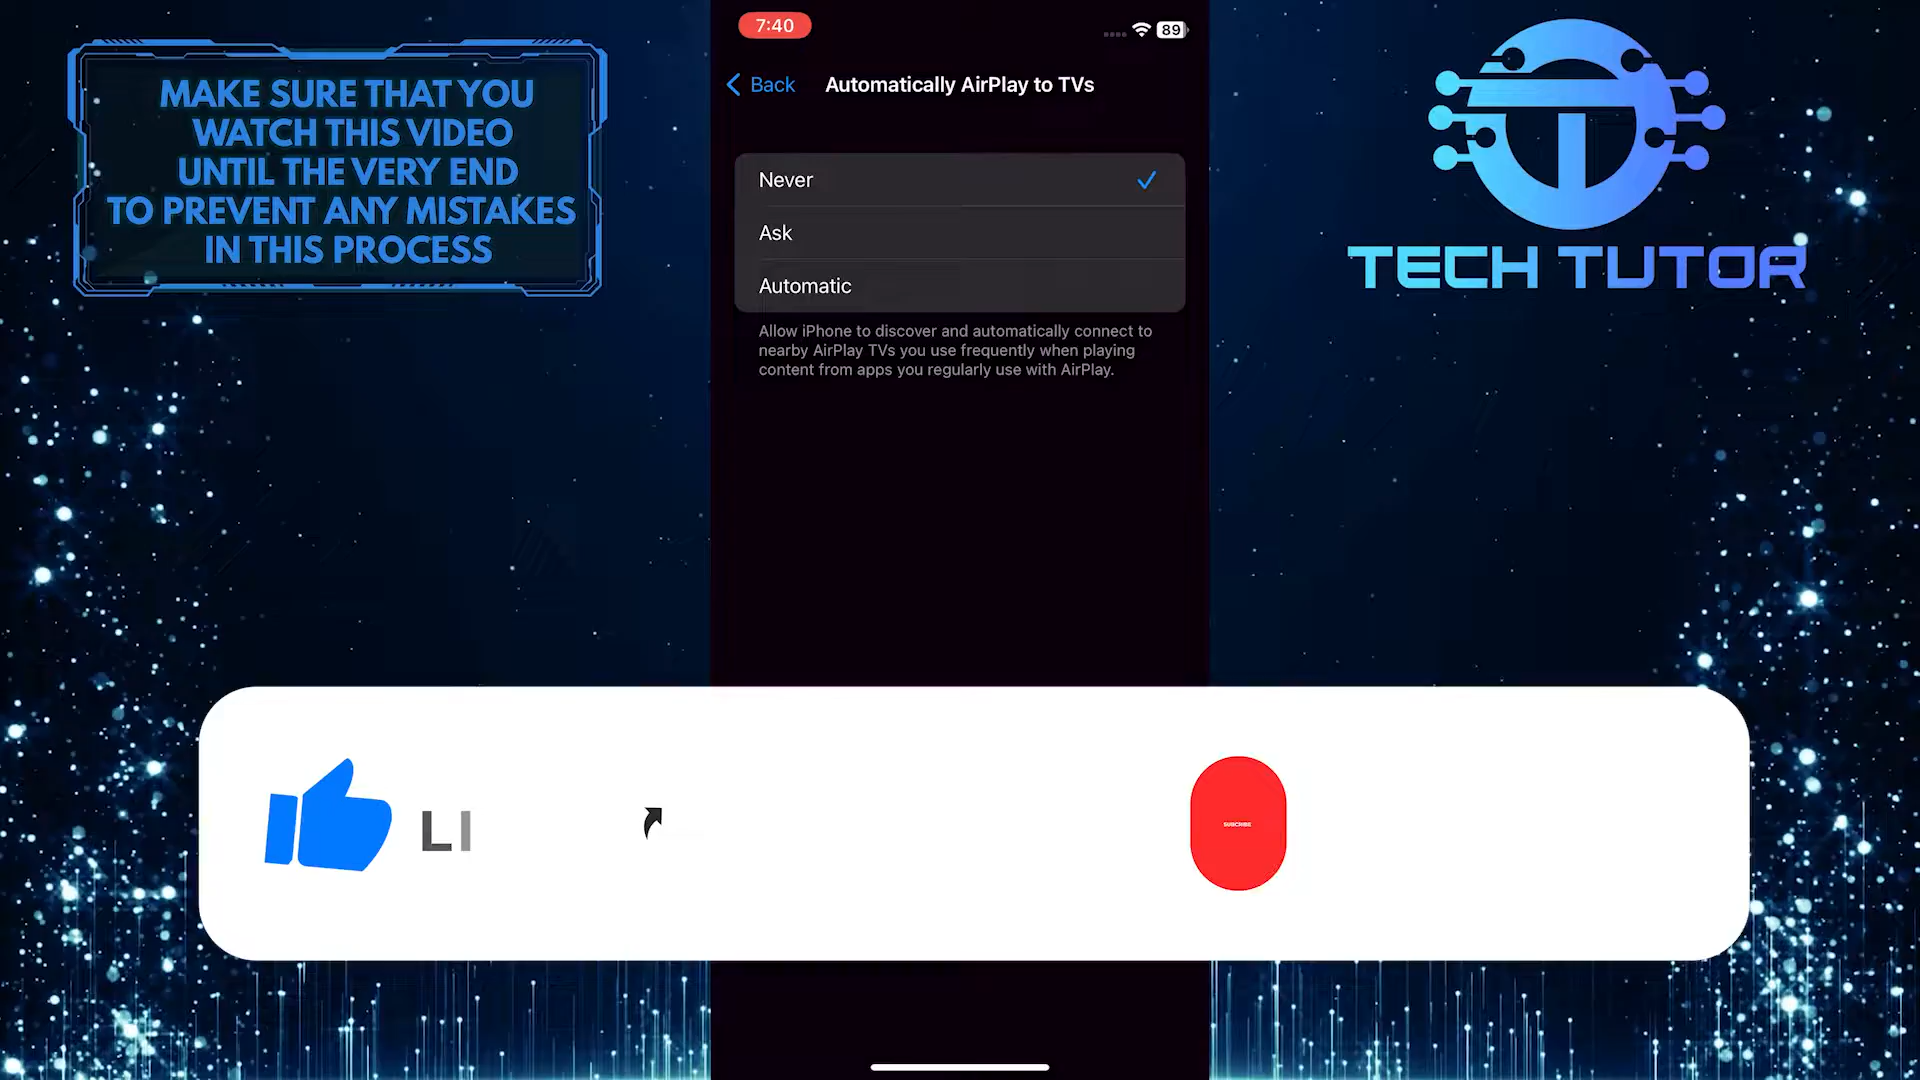 MAKE SURE THAT YOU
WATCH THIS VIDEO
UNTIL THE VERY END
TO PREVENT ANY MISTAKES
IN THIS PROCESS
7:40
89
Back
Automatically AirPlay to TVs
Never
Ask
Automatic
Allow iPhone to discover and automatically connect to
nearby AirPlay TVs you use frequently when playing
content from apps you regularly use with AirPlay.
TECH TUTOR
LI
SUBCRIBE